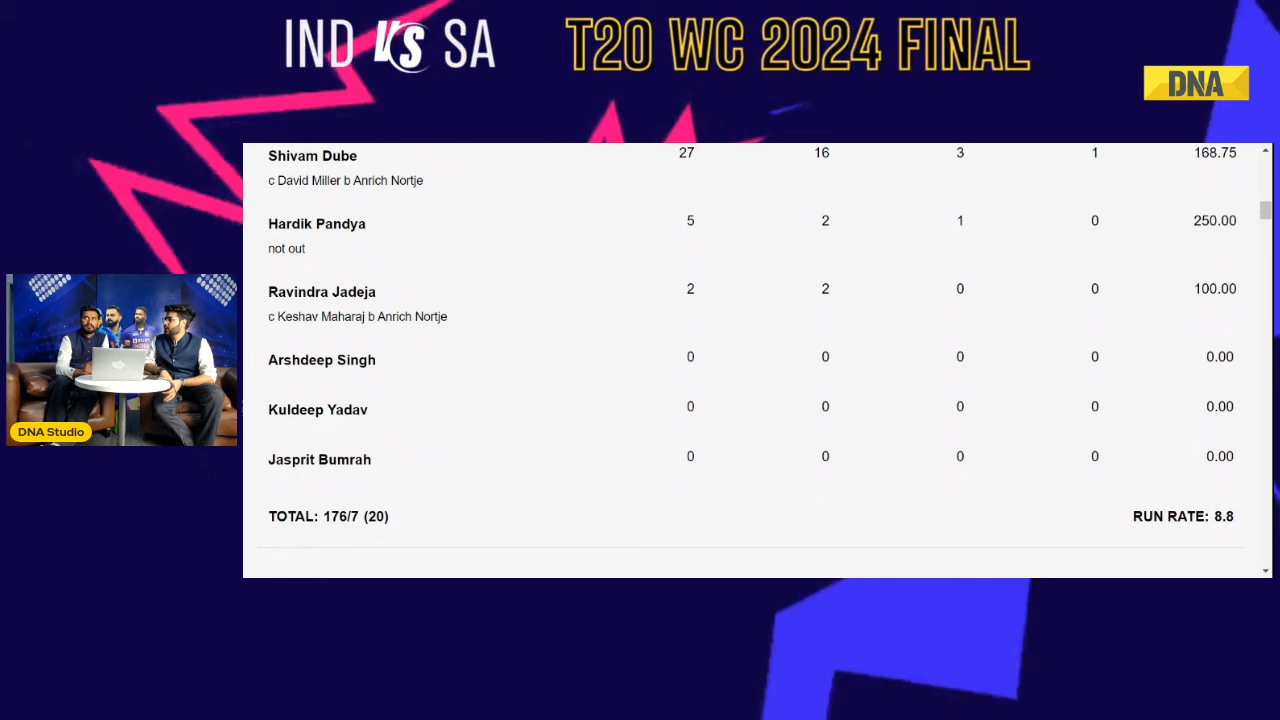 IND VS SA T20 WC 2024 FINAL
DNA
Shivam Dube 27 16 3 1 168.75
c David Miller b Anrich Nortje
Hardik Pandya 5 2 1 0 250.00
not out
Ravindra Jadeja 2 2 0 0 100.00
c Keshav Maharaj b Anrich Nortje
Arshdeep Singh 0 0 0 0 0.00
Kuldeep Yadav 0 0 0 0 0.00
Jasprit Bumrah 0 0 0 0 0.00
TOTAL: 176/7 (20) RUN RATE: 8.8
DNA Studio